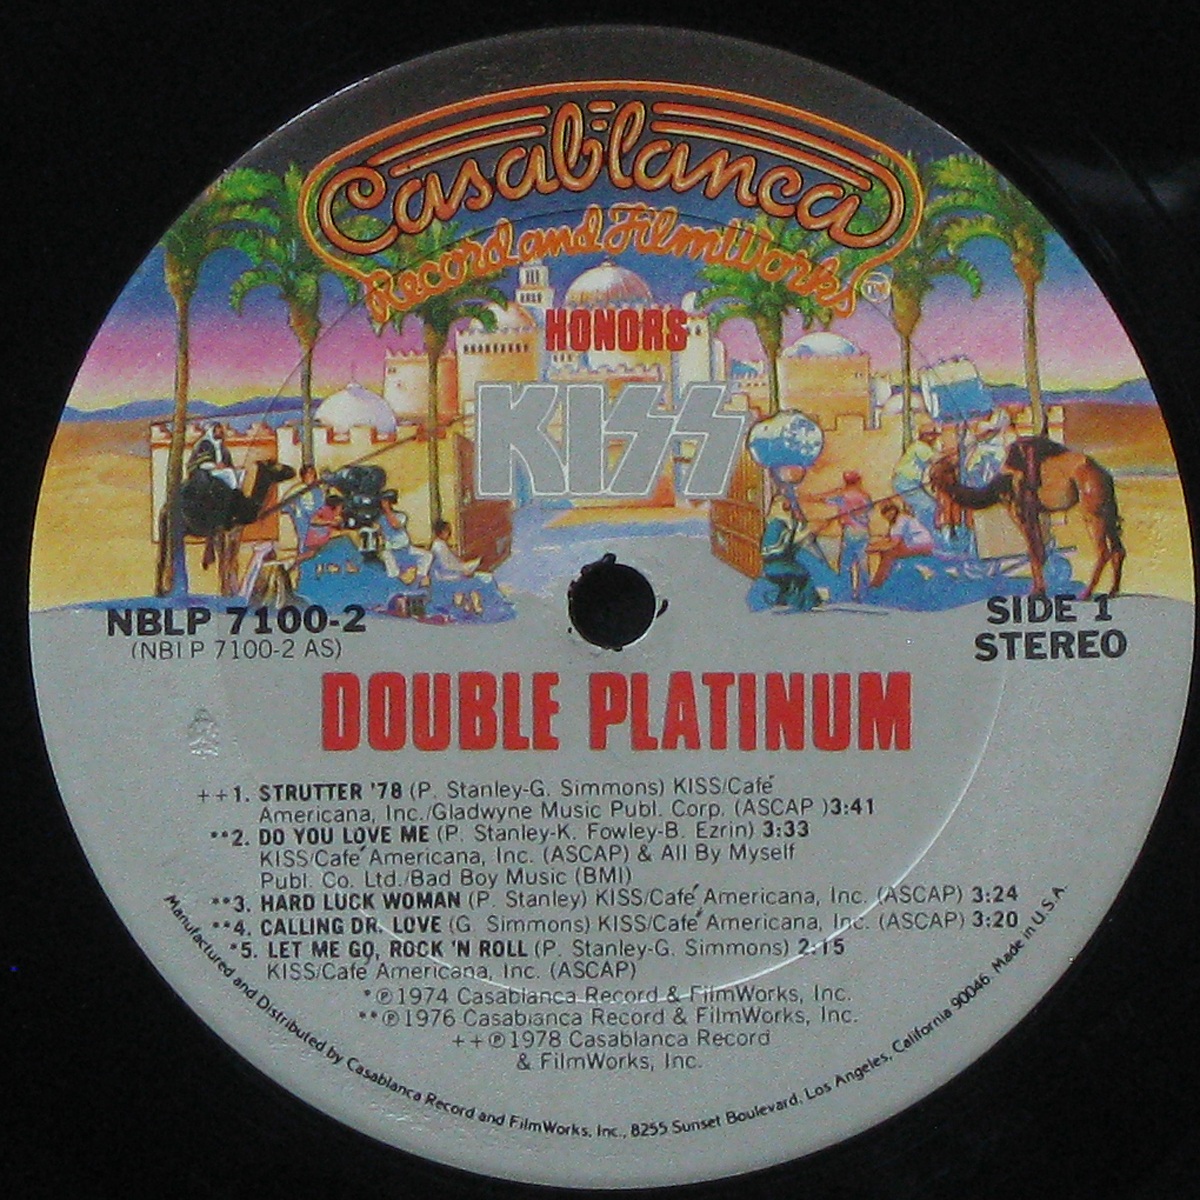 Casablanca
Record and FilmWorks TM
HONORS
KISS
NBLP 7100-2
(NBLP 7100-2 AS)
SIDE 1
STEREO
DOUBLE PLATINUM
++1. STRUTTER '78 (P. Stanley-G. Simmons) KISS/Café
Americana, Inc./Gladwyne Music Publ. Corp. (ASCAP )3:41
**2. DO YOU LOVE ME (P. Stanley-K. Fowley-B. Ezrin) 3:33
KISS/Café Americana, Inc. (ASCAP) & All By Myself
Publ. Co. Ltd./Bad Boy Music (BMI)
**3. HARD LUCK WOMAN (P. Stanley) KISS/Café Americana, Inc. (ASCAP) 3:24
**4. CALLING DR. LOVE (G. Simmons) KISS/Café Americana, Inc. (ASCAP) 3:20
*5. LET ME GO, ROCK 'N ROLL (P. Stanley-G. Simmons) 2:15
KISS/Café Americana, Inc. (ASCAP)
*℗1974 Casablanca Record & FilmWorks, Inc.
**℗1976 Casablanca Record & FilmWorks, Inc.
++℗1978 Casablanca Record
& FilmWorks, Inc.
Manufactured and Distributed by Casablanca Record and FilmWorks, Inc., 8255 Sunset Boulevard, Los Angeles, California 90046. Made in U.S.A.